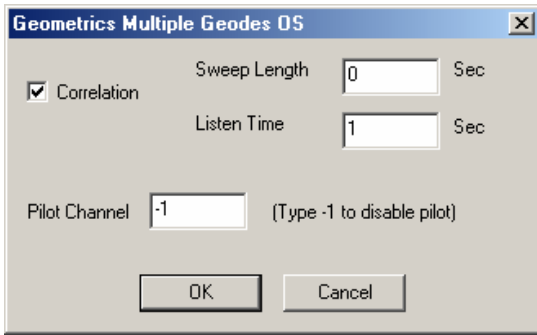 Geometrics Multiple Geodes OS
Sweep Length 0 Sec
Correlation
Listen Time 1 Sec
Pilot Channel -1 (Type -1 to disable pilot)
OK Cancel